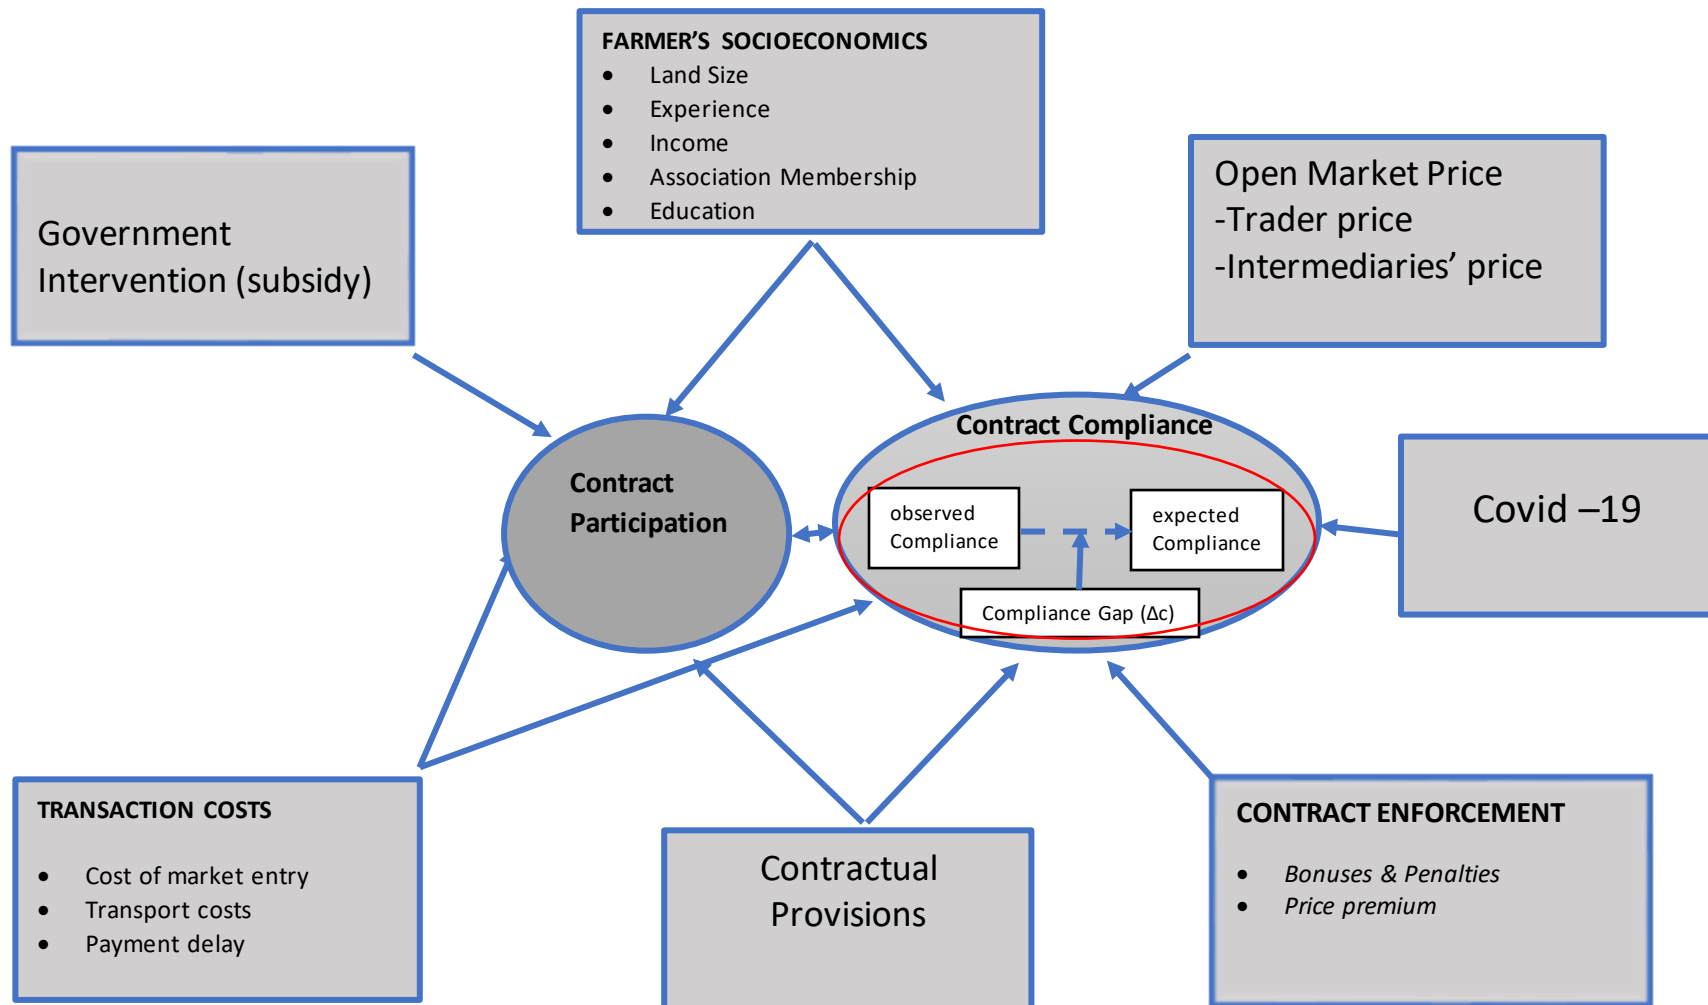 FARMER’S SOCIOECONOMICS
• Land Size
• Experience
• Income
• Association Membership
• Education
Government
Intervention (subsidy)
Open Market Price
-Trader price
-Intermediaries’ price
Contract
Participation
Contract Compliance
observed
Compliance
expected
Compliance
Compliance Gap (Δc)
Covid –19
TRANSACTION COSTS
• Cost of market entry
• Transport costs
• Payment delay
Contractual
Provisions
CONTRACT ENFORCEMENT
• Bonuses & Penalties
• Price premium